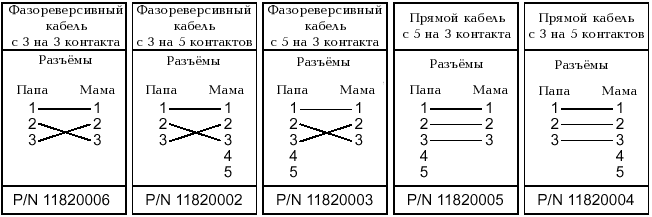 Фазореверсивный
кабель
с 3 на 3 контакта
Разъёмы
Папа Мама
1 1
2 2
3 3
P/N 11820006
Фазореверсивный
кабель
с 3 на 5 контактов
Разъёмы
Папа Мама
1 1
2 2
3 3
4
5
P/N 11820002
Фазореверсивный
кабель
с 5 на 3 контакта
Разъёмы
Папа Мама
1 1
2 2
3 3
4
5
P/N 11820003
Прямой кабель
с 5 на 3 контакта
Разъёмы
Папа Мама
1 1
2 2
3 3
4
5
P/N 11820005
Прямой кабель
с 3 на 5 контактов
Разъёмы
Папа Мама
1 1
2 2
3 3
4
5
P/N 11820004